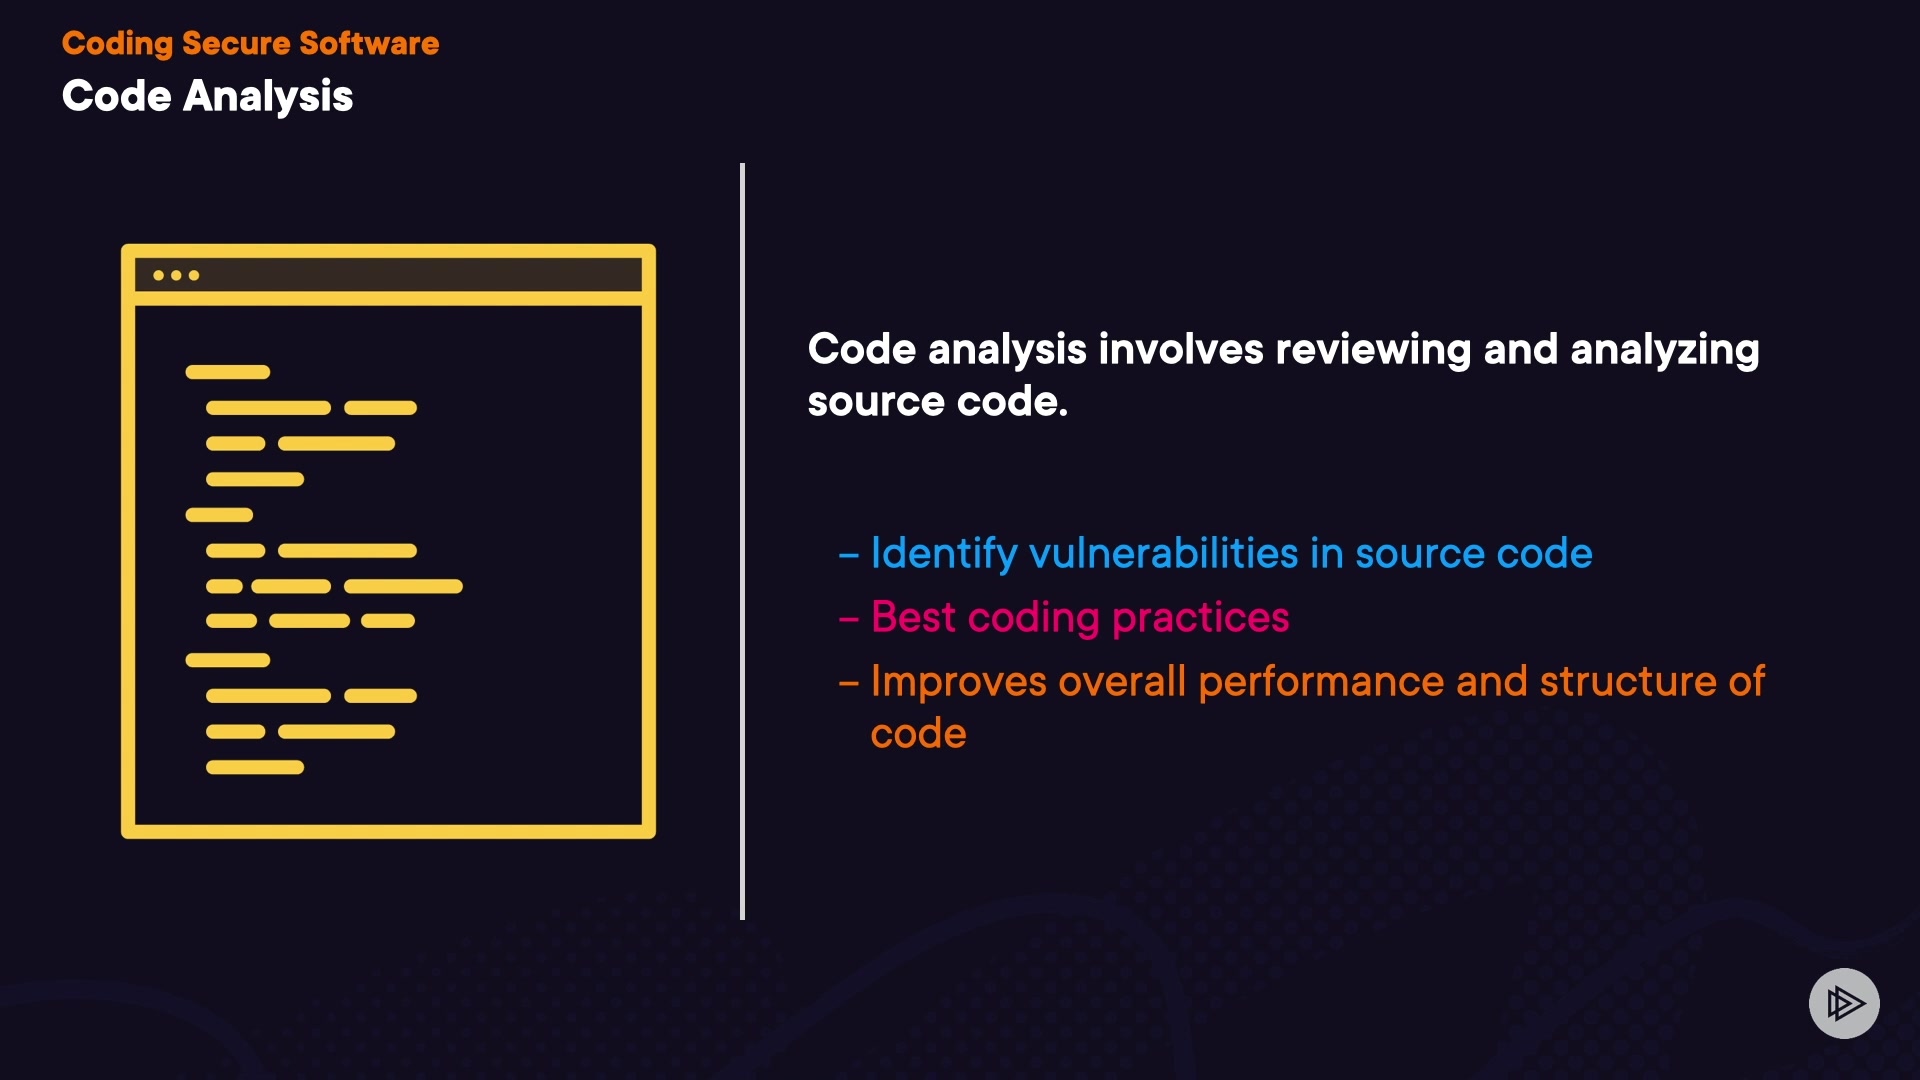 Coding Secure Software
Code Analysis
Code analysis involves reviewing and analyzing
source code.
– Identify vulnerabilities in source code
– Best coding practices
– Improves overall performance and structure of
code